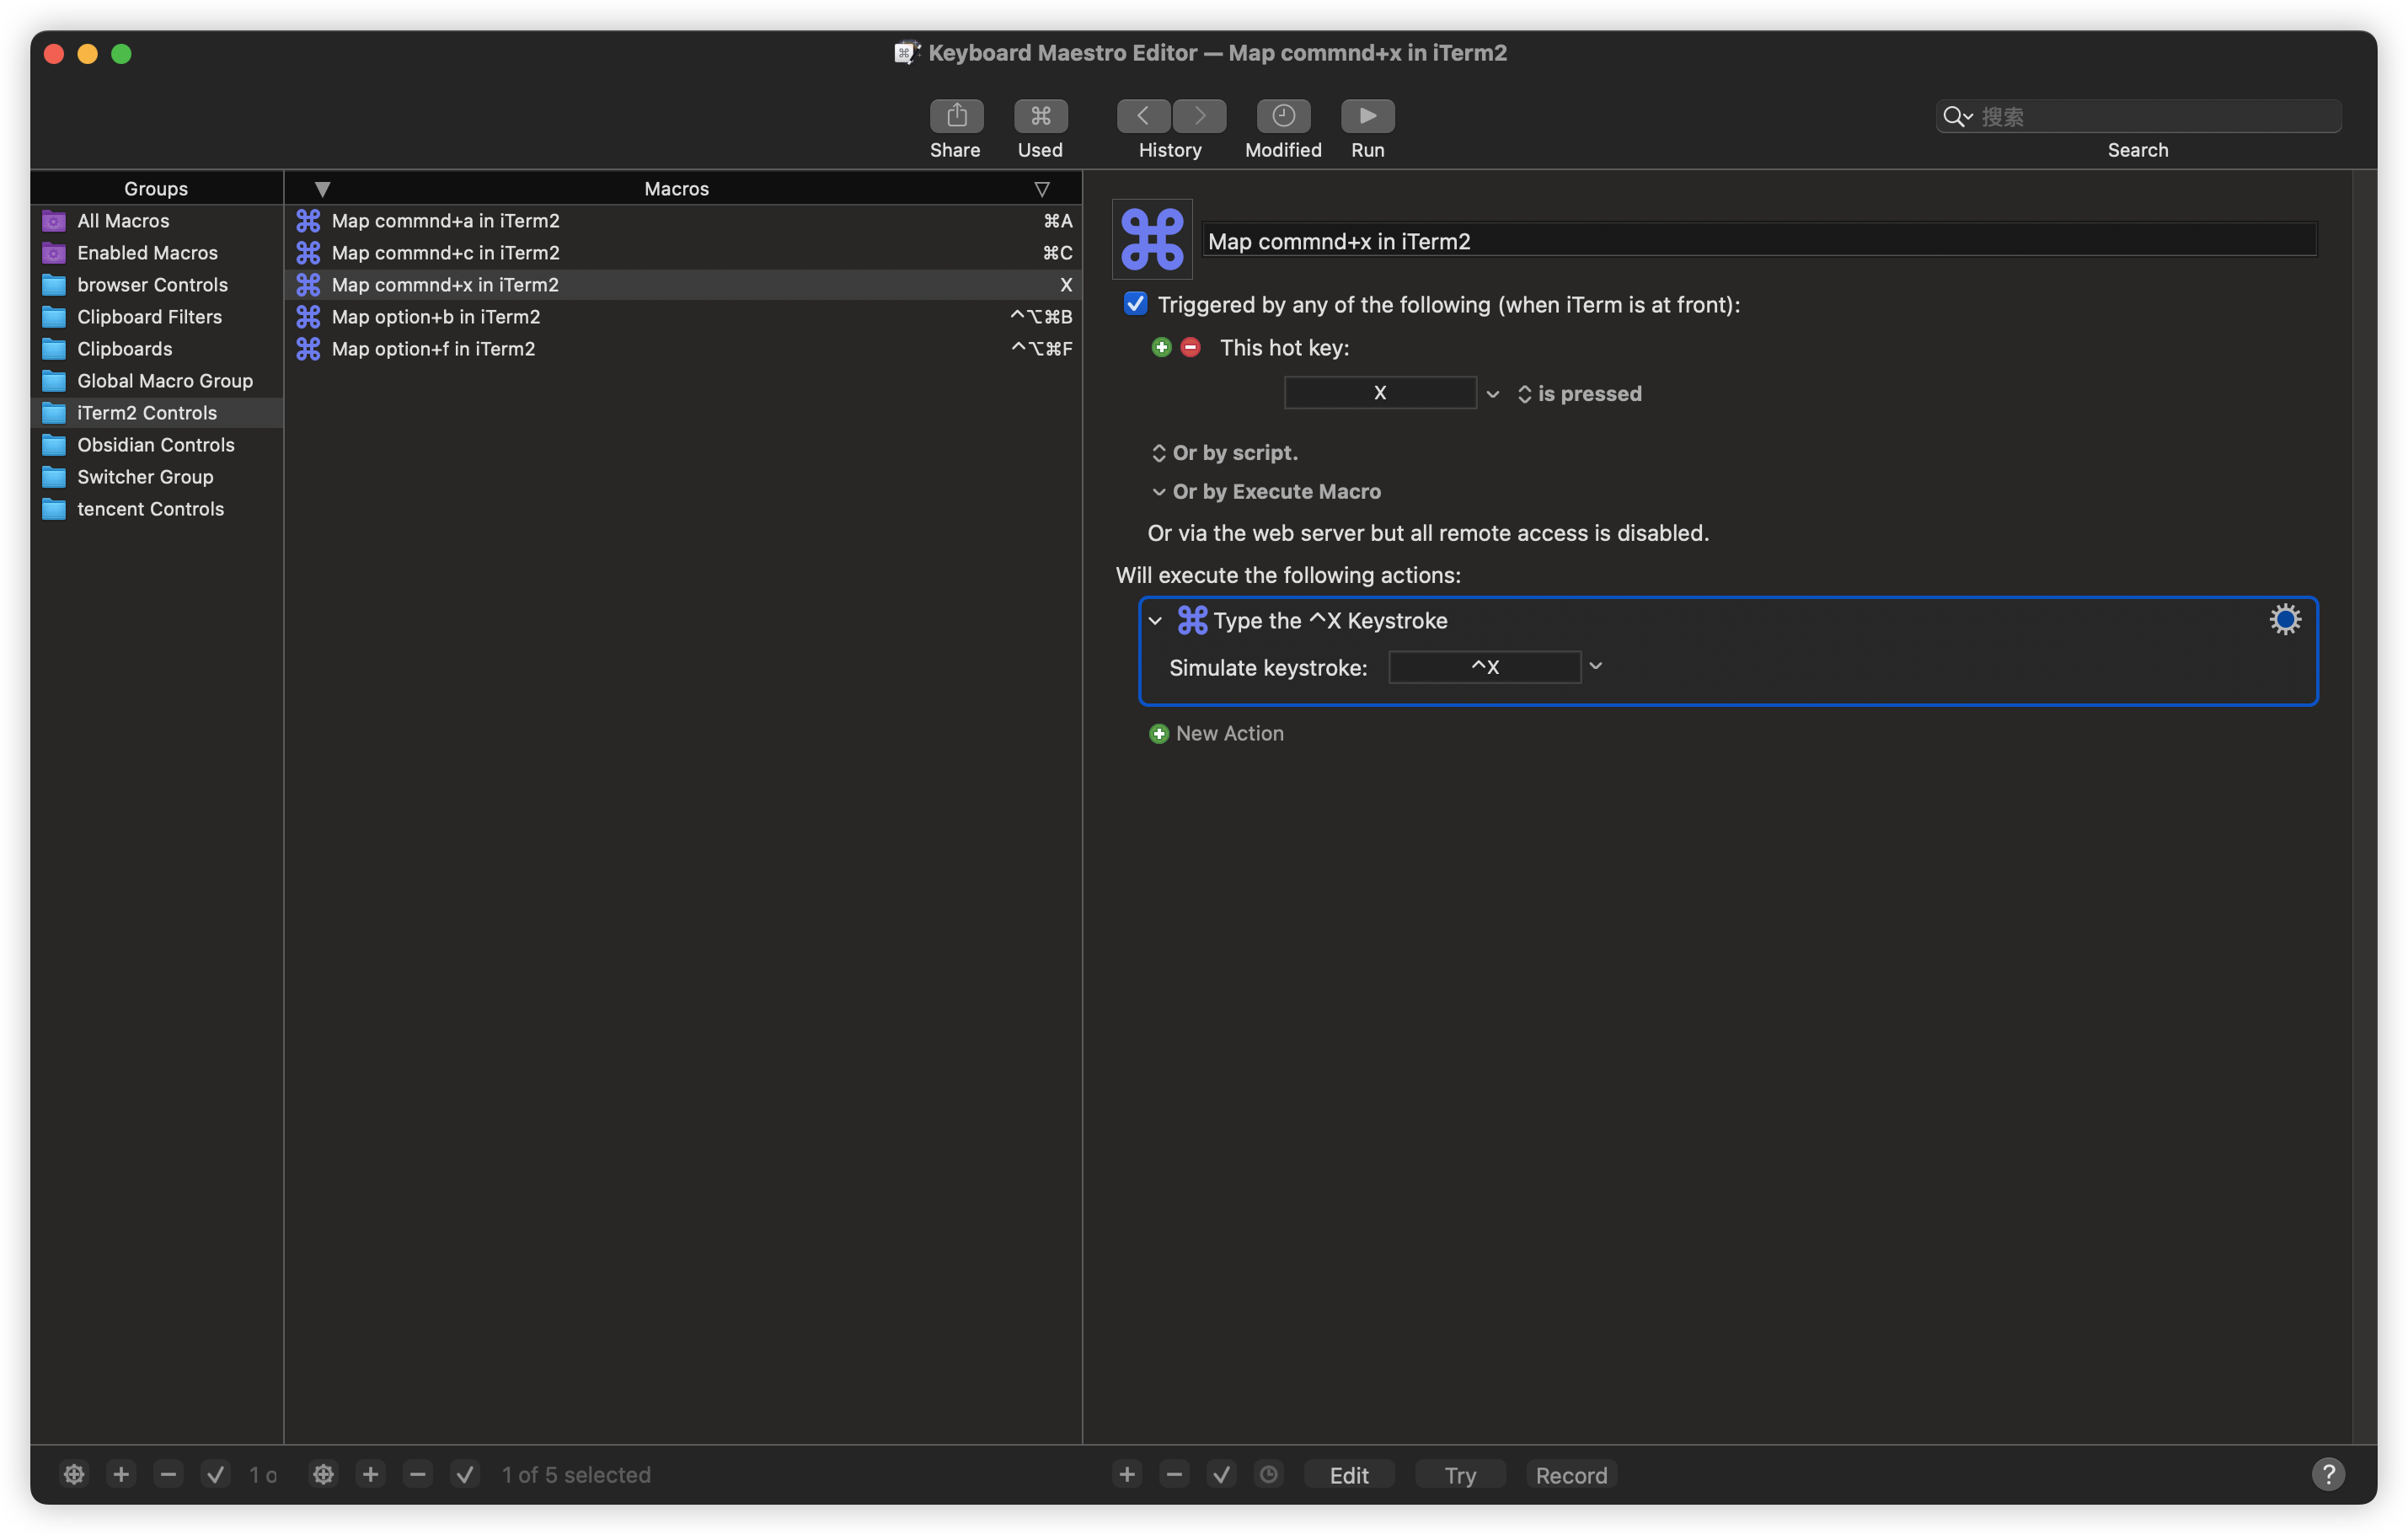 Keyboard Maestro Editor — Map commnd+x in iTerm2
Share
Used
History
Modified
Run
搜索
Search
Groups
All Macros
Enabled Macros
browser Controls
Clipboard Filters
Clipboards
Global Macro Group
iTerm2 Controls
Obsidian Controls
Switcher Group
tencent Controls
Macros
Map commnd+a in iTerm2 ⌘A
Map commnd+c in iTerm2 ⌘C
Map commnd+x in iTerm2 X
Map option+b in iTerm2 ^⌥⌘B
Map option+f in iTerm2 ^⌥⌘F
Map commnd+x in iTerm2
Triggered by any of the following (when iTerm is at front):
This hot key:
X is pressed
Or by script.
Or by Execute Macro
Or via the web server but all remote access is disabled.
Will execute the following actions:
Type the ^X Keystroke
Simulate keystroke: ^X
New Action
1 o
1 of 5 selected
Edit
Try
Record
?